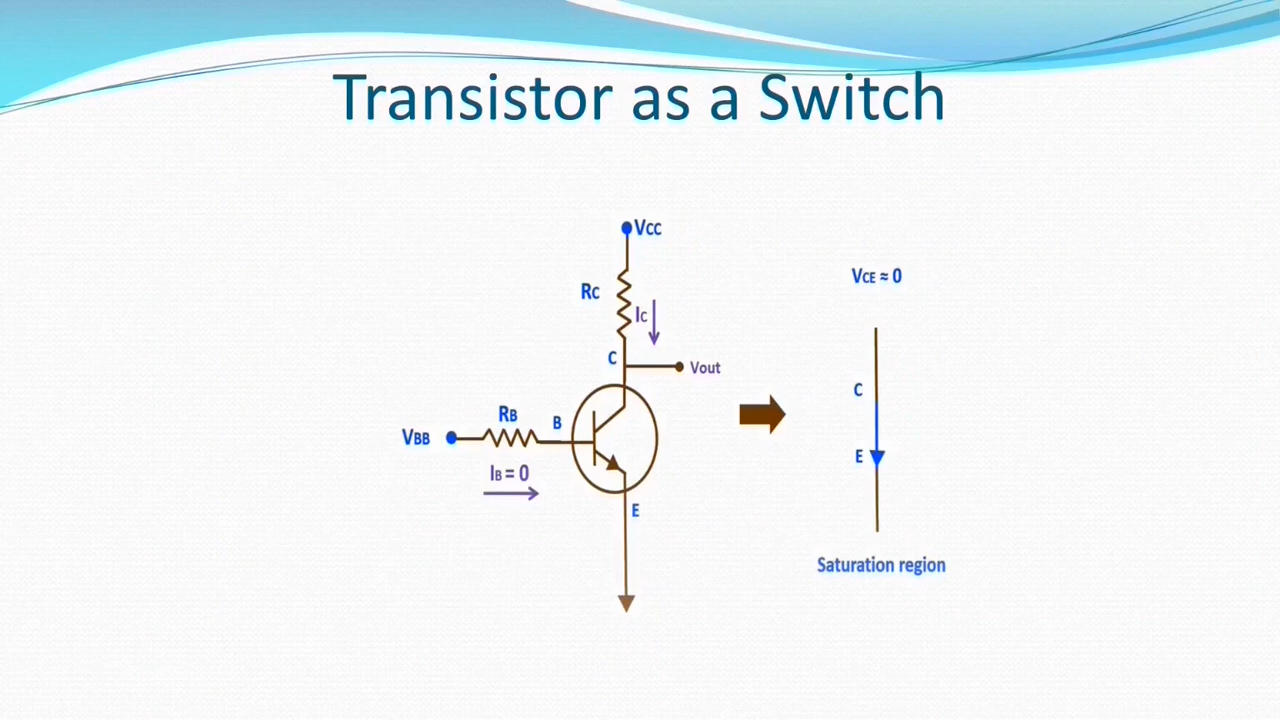 Transistor as a Switch
VCC
VCE ≈ 0
RC
IC
C
Vout
C
RB
B
VBB
E
IB = 0
E
Saturation region